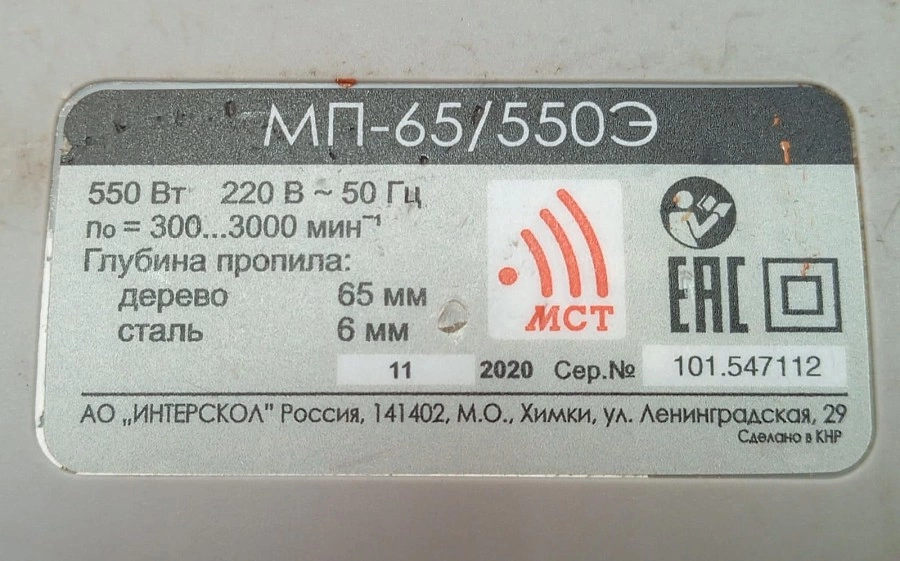 МП-65/550Э
550 Вт 220 В ~ 50 Гц
nₒ = 300...3000 мин⁻¹
Глубина пропила:
дерево 65 мм
сталь 6 мм
МСТ
ЕАС
11 2020 Сер.№ 101.547112
АО „ИНТЕРСКОЛ" Россия, 141402, М.О., Химки, ул. Ленинградская, 29
Сделано в КНР